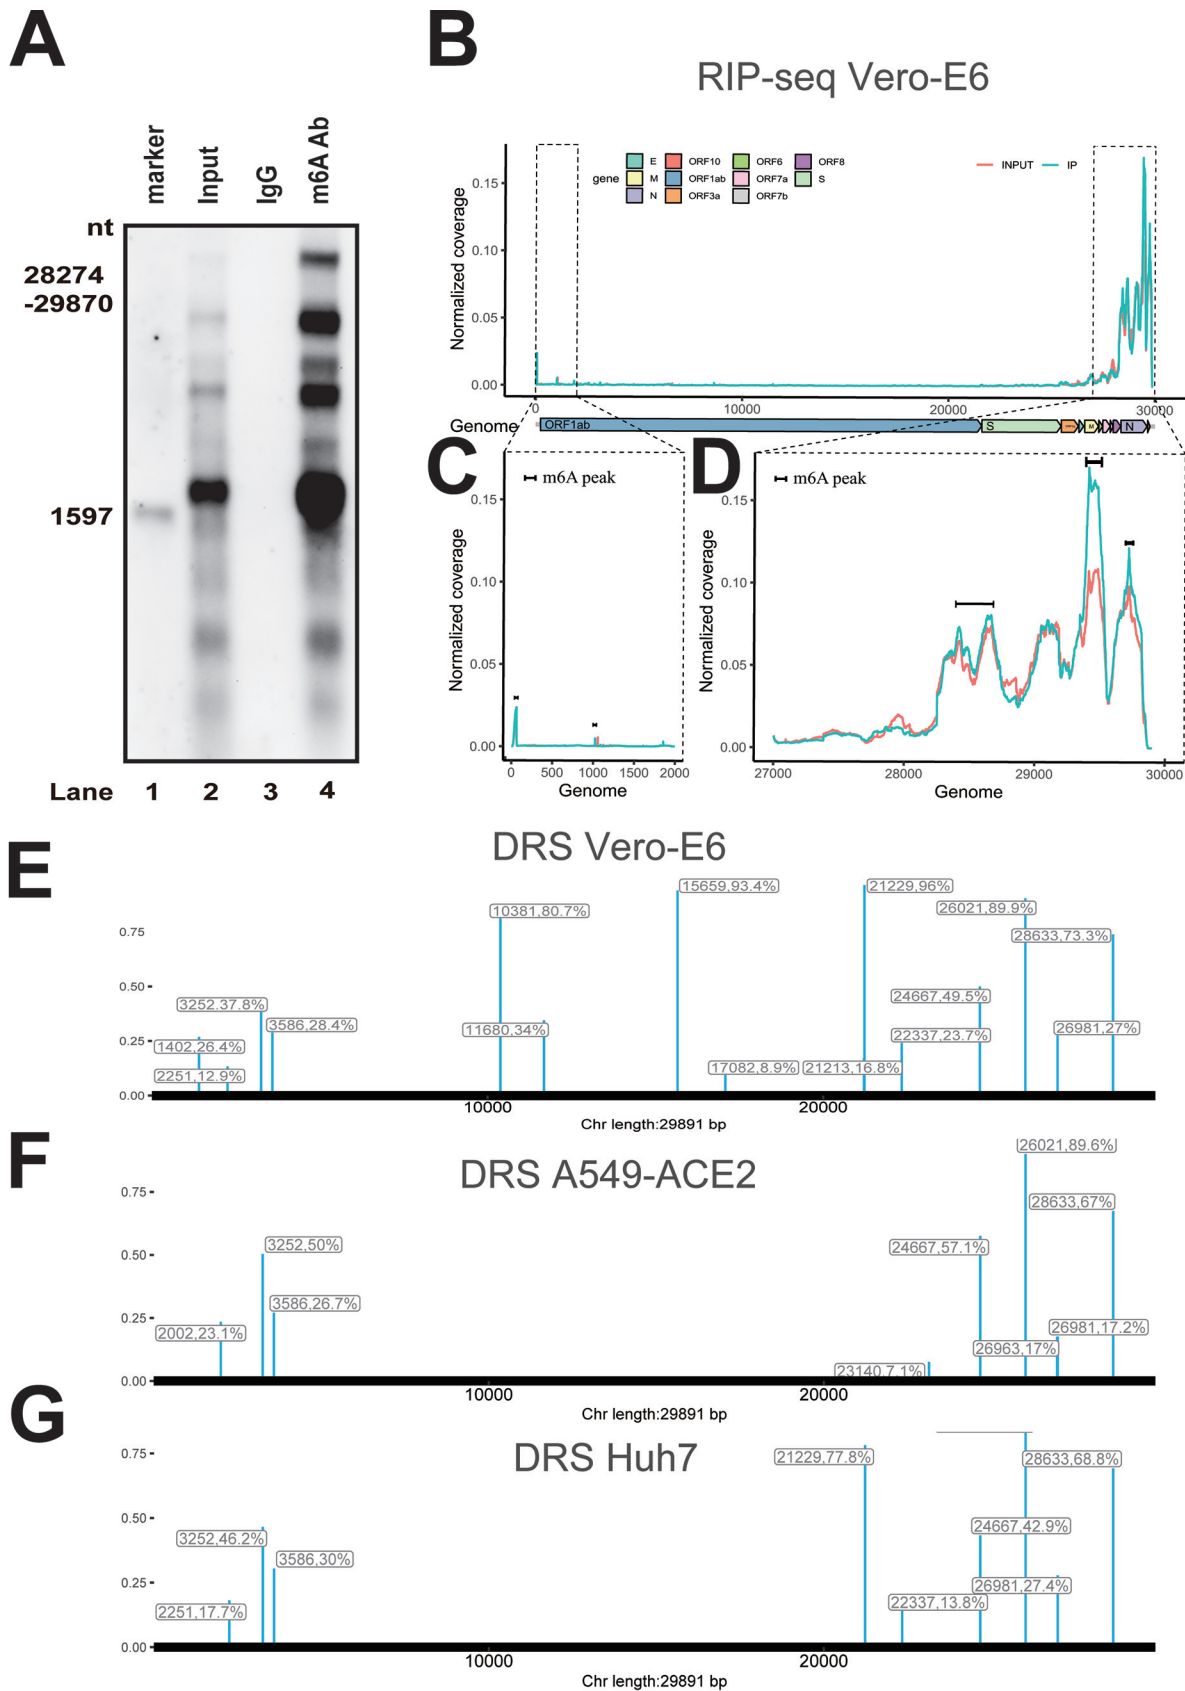 A
marker
Input
IgG
m6A Ab
nt
28274
-29870
1597
Lane 1 2 3 4
B
RIP-seq Vero-E6
gene
E ORF10 ORF6 ORF8
M ORF1ab ORF7a S
N ORF3a ORF7b
INPUT IP
Normalized coverage
0.15
0.10
0.05
0.00
0 10000 20000 30000
Genome
ORF1ab S M N
C
m6A peak
Normalized coverage
0.15
0.10
0.05
0.00
0 500 1000 1500 2000
Genome
D
m6A peak
Normalized coverage
0.15
0.10
0.05
0.00
27000 28000 29000 30000
Genome
E
DRS Vero-E6
15659,93.4%
21229,96%
10381,80.7%
26021,89.9%
0.75
28633,73.3%
0.50
24667,49.5%
3252,37.8%
3586,28.4%
11680,34%
26981,27%
22337,23.7%
0.25
1402,26.4%
17082,8.9%
21213,16.8%
2251,12.9%
0.00
10000 20000
Chr length:29891 bp
F
DRS A549-ACE2
26021,89.6%
0.75
28633,67%
3252,50%
24667,57.1%
0.50
3586,26.7%
0.25
26981,17.2%
2002,23.1%
26963,17%
23140,7.1%
0.00
10000 20000
Chr length:29891 bp
G
DRS Huh7
0.75
21229,77.8%
28633,68.8%
0.50
24667,42.9%
3252,46.2%
3586,30%
0.25
26981,27.4%
22337,13.8%
2251,17.7%
0.00
10000 20000
Chr length:29891 bp